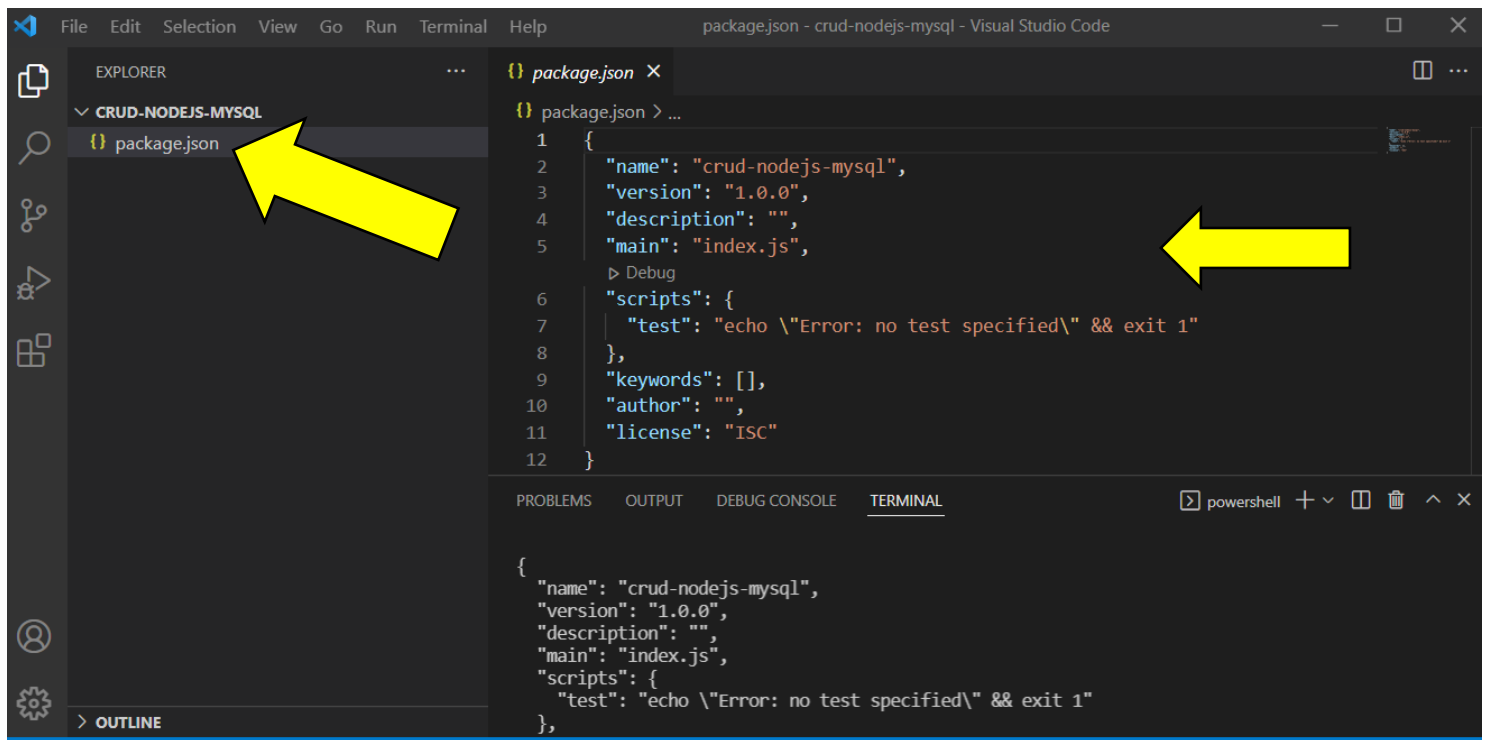 File Edit Selection View Go Run Terminal Help package.json - crud-nodejs-mysql - Visual Studio Code
EXPLORER
CRUD-NODEJS-MYSQL
{} package.json
OUTLINE
{} package.json
{} package.json > ...
1 {
2 "name": "crud-nodejs-mysql",
3 "version": "1.0.0",
4 "description": "",
5 "main": "index.js",
Debug
6 "scripts": {
7 "test": "echo \"Error: no test specified\" && exit 1"
8 },
9 "keywords": [],
10 "author": "",
11 "license": "ISC"
12 }
PROBLEMS OUTPUT DEBUG CONSOLE TERMINAL powershell
{
"name": "crud-nodejs-mysql",
"version": "1.0.0",
"description": "",
"main": "index.js",
"scripts": {
"test": "echo \"Error: no test specified\" && exit 1"
},